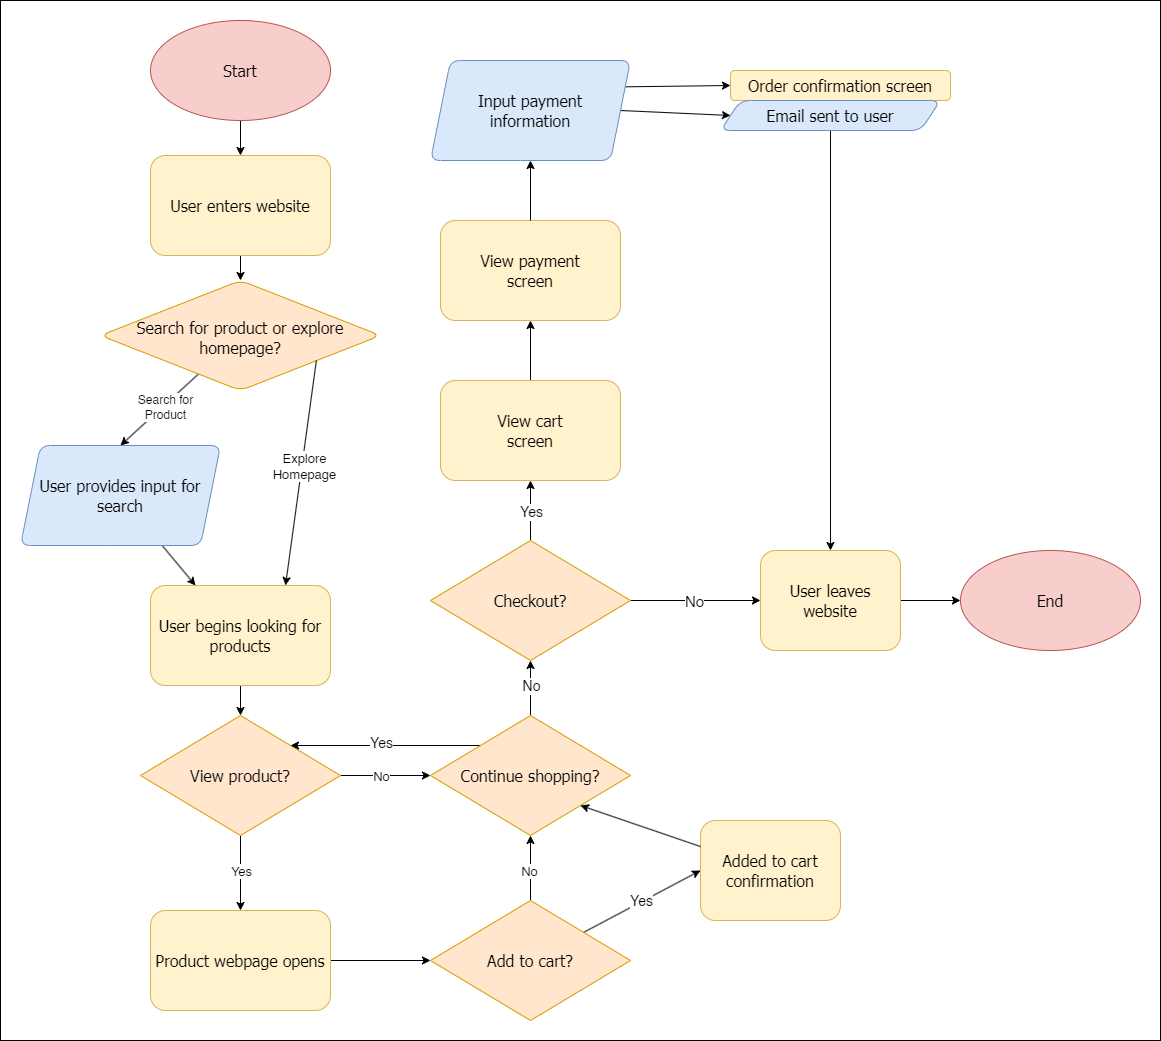 Start
User enters website
Search for product or explore
homepage?
Search for
Product
Explore
Homepage
User provides input for
search
User begins looking for
products
View product?
Yes
No
Product webpage opens
Add to cart?
Yes
No
Added to cart
confirmation
Continue shopping?
Yes
No
Checkout?
Yes
No
View cart
screen
View payment
screen
Input payment
information
Order confirmation screen
Email sent to user
User leaves
website
End